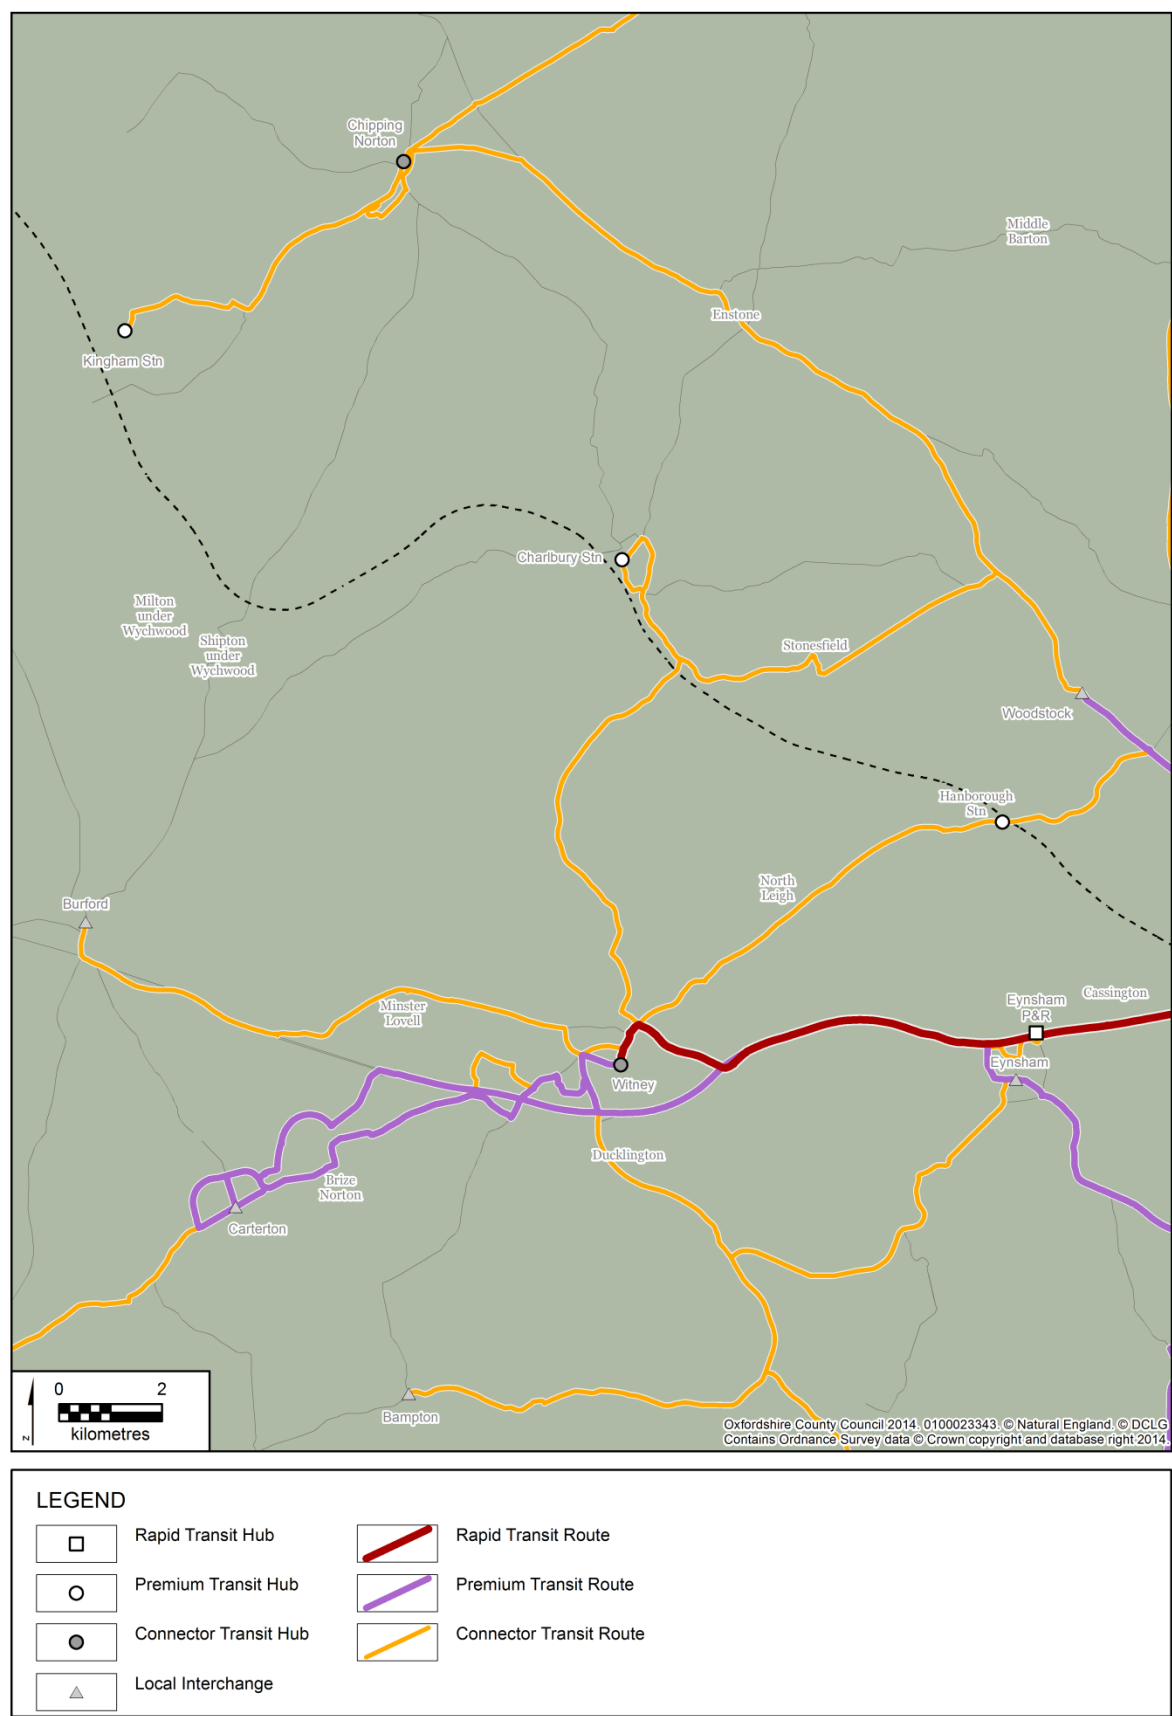 Chipping
Norton
Middle
Barton
Enstone
Kingham Stn
Charlbury Stn
Milton
under
Wychwood
Shipton
under
Wychwood
Stonesfield
Woodstock
Hanborough
Stn
North
Leigh
Burford
Minster
Lovell
Cassington
Eynsham
P&R
Eynsham
Witney
Ducklington
Brize
Norton
Carterton
Bampton
z
0 2
kilometres
Oxfordshire County Council 2014. 0100023343. © Natural England. © DCLG
Contains Ordnance Survey data © Crown copyright and database right 2014.
LEGEND
Rapid Transit Hub
Rapid Transit Route
Premium Transit Hub
Premium Transit Route
Connector Transit Hub
Connector Transit Route
Local Interchange